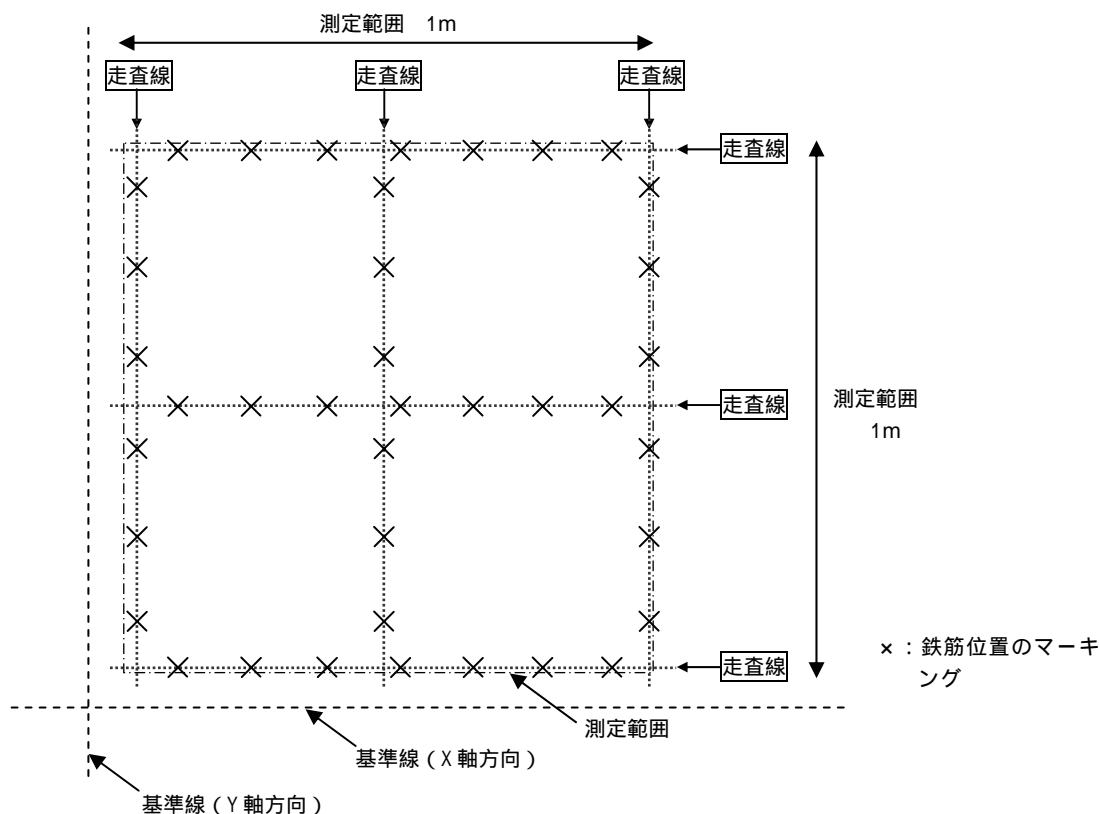 測定範囲　1m
走査線
走査線
走査線
走査線
測定範囲
1m
走査線
×：鉄筋位置のマーキ
ング
走査線
測定範囲
基準線（X軸方向）
基準線（Y軸方向）